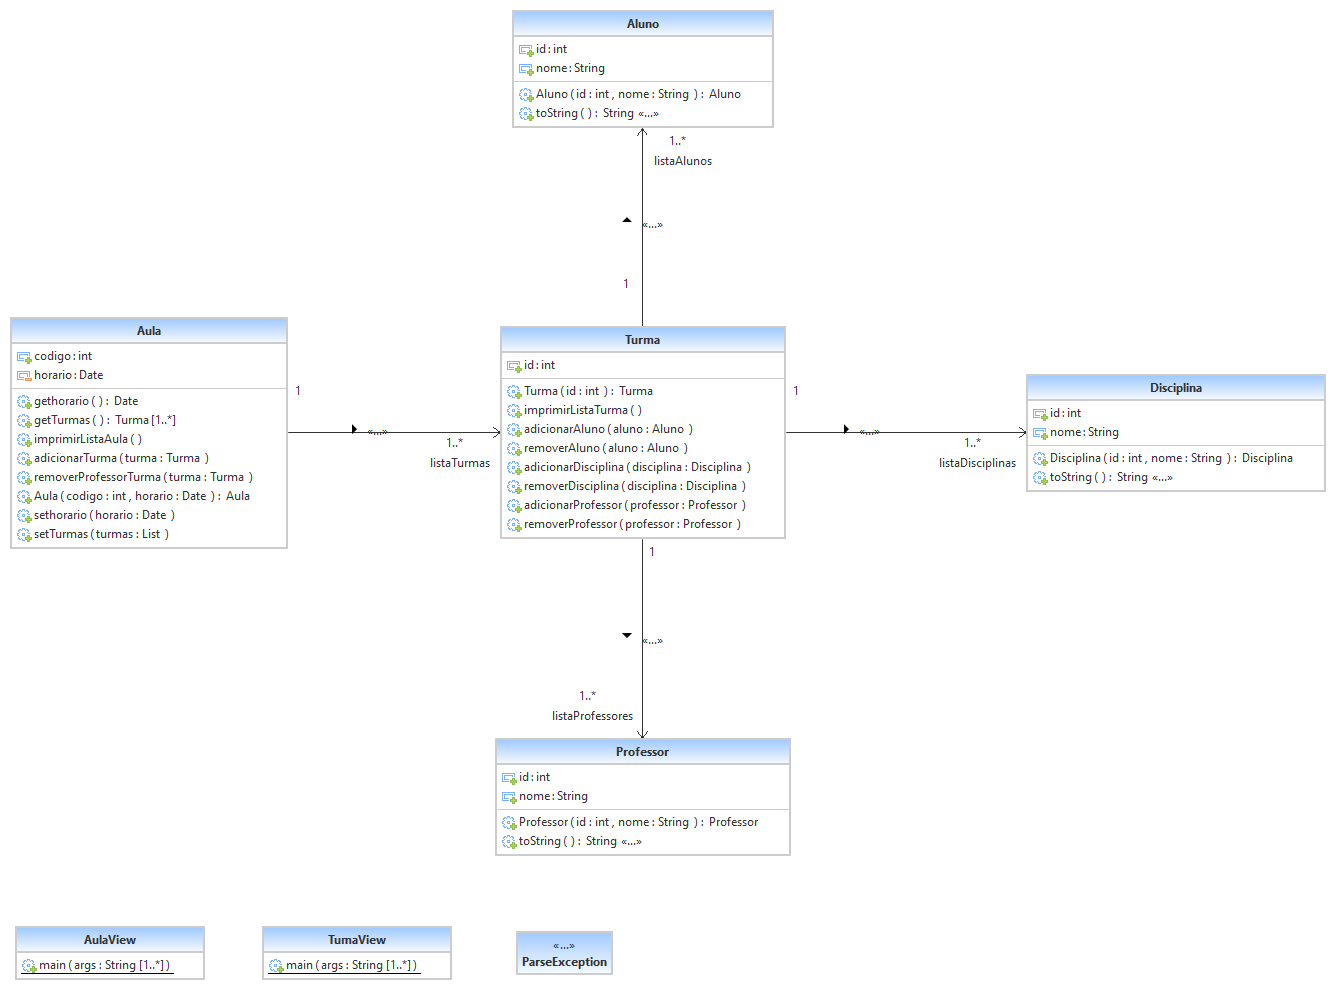 Aluno
id : int
nome : String
Aluno ( id : int , nome : String ) : Aluno
toString ( ) : String «...»
1..*
listaAlunos
«...»
1
Aula
codigo : int
horario : Date
gethorario ( ) : Date
getTurmas ( ) : Turma [1..*]
imprimirListaAula ( )
adicionarTurma ( turma : Turma )
removerProfessorTurma ( turma : Turma )
Aula ( codigo : int , horario : Date ) : Aula
sethorario ( horario : Date )
setTurmas ( turmas : List )
1
«...»
1..*
listaTurmas
Turma
id : int
Turma ( id : int ) : Turma
imprimirListaTurma ( )
adicionarAluno ( aluno : Aluno )
removerAluno ( aluno : Aluno )
adicionarDisciplina ( disciplina : Disciplina )
removerDisciplina ( disciplina : Disciplina )
adicionarProfessor ( professor : Professor )
removerProfessor ( professor : Professor )
1
«...»
1..*
listaDisciplinas
Disciplina
id : int
nome : String
Disciplina ( id : int , nome : String ) : Disciplina
toString ( ) : String «...»
1
«...»
1..*
listaProfessores
Professor
id : int
nome : String
Professor ( id : int , nome : String ) : Professor
toString ( ) : String «...»
AulaView
main ( args : String [1..*] )
TumaView
main ( args : String [1..*] )
«...»
ParseException